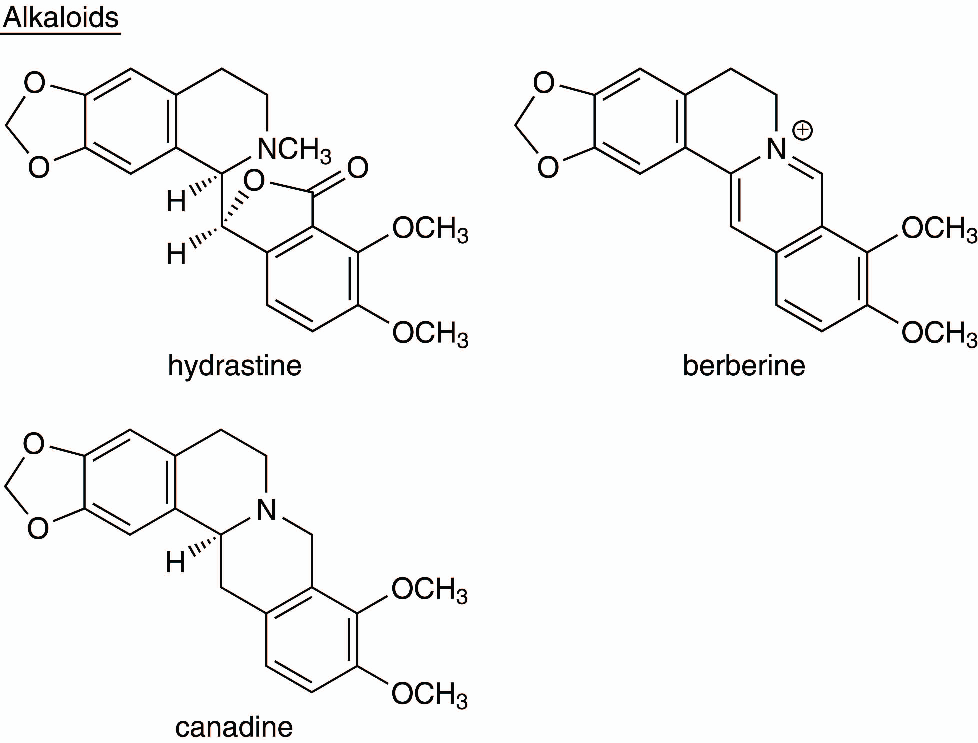 Alkaloids
O
O
NCH3
H
O
O
H
OCH3
OCH3
hydrastine
O
O
N
+
OCH3
OCH3
berberine
O
O
N
H
OCH3
OCH3
canadine